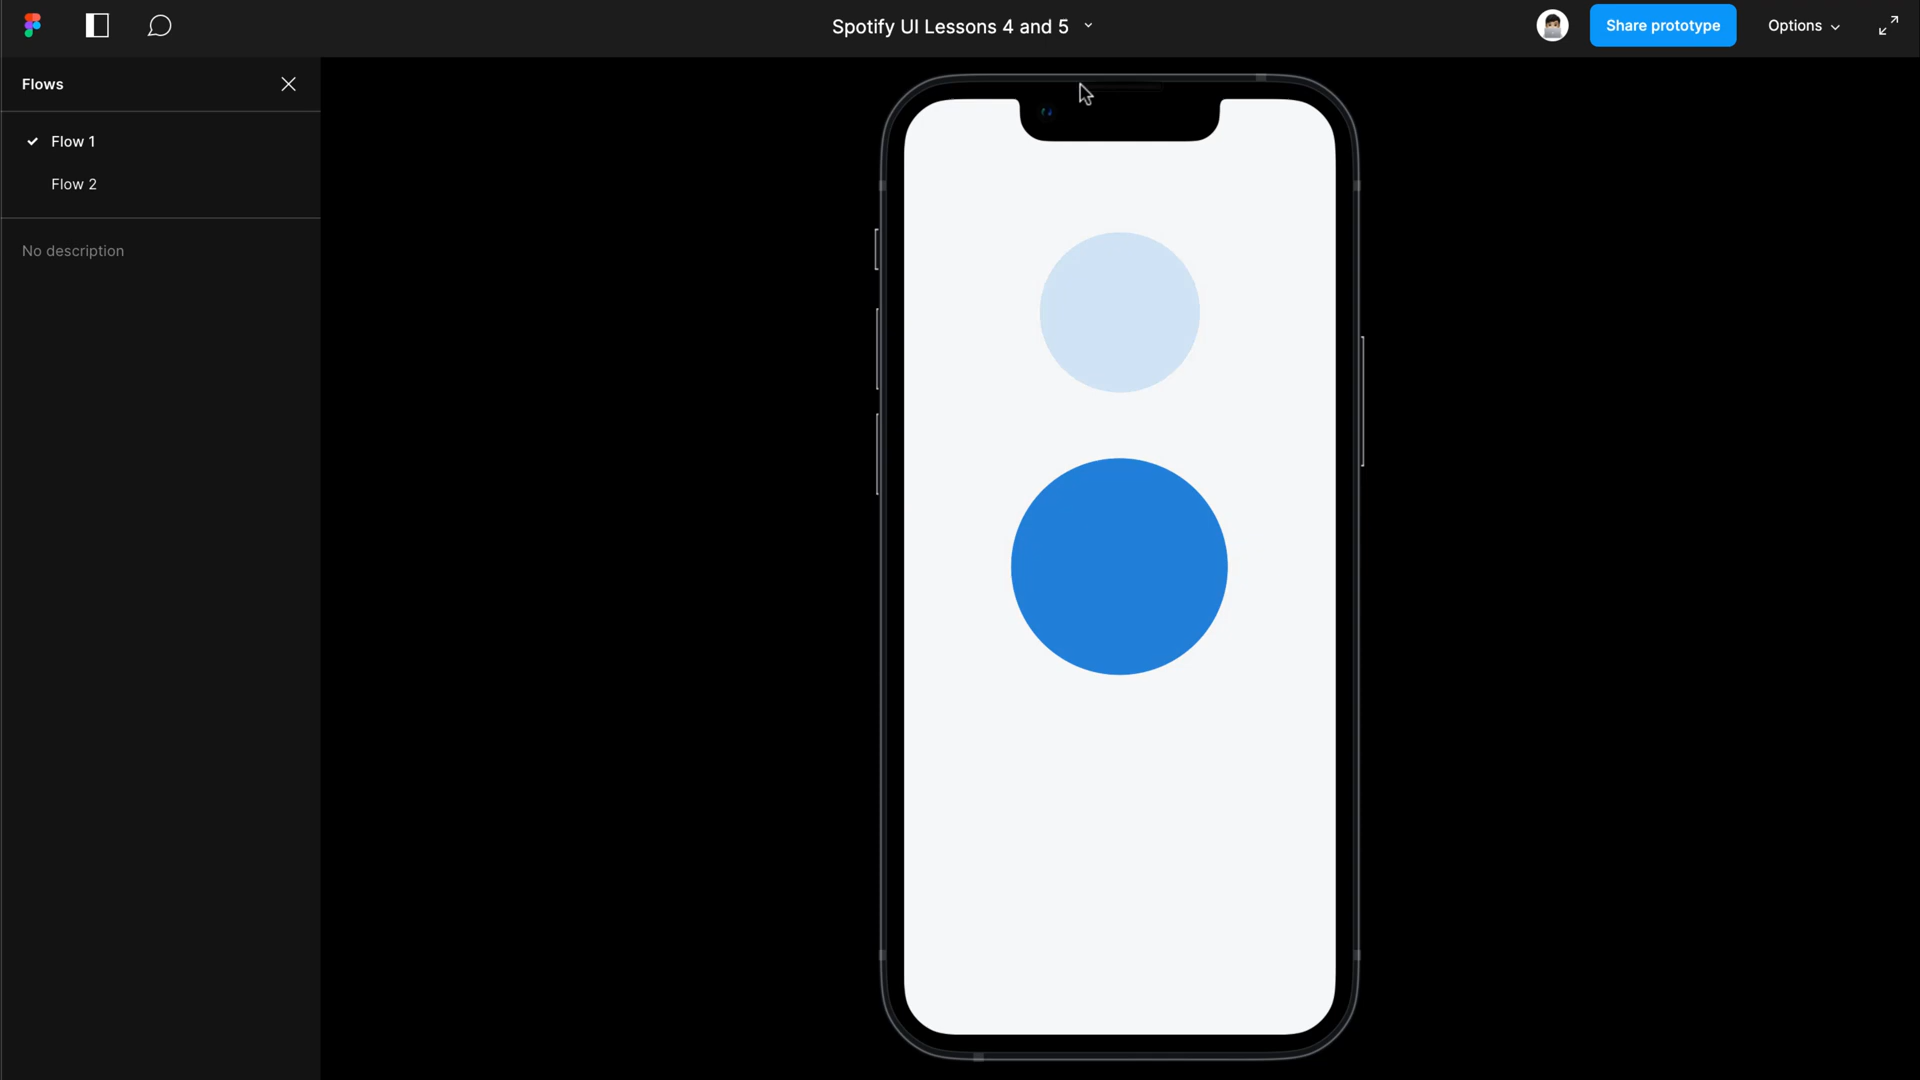 Spotify UI Lessons 4 and 5
Share prototype
Options
Flows
Flow 1
Flow 2
No description